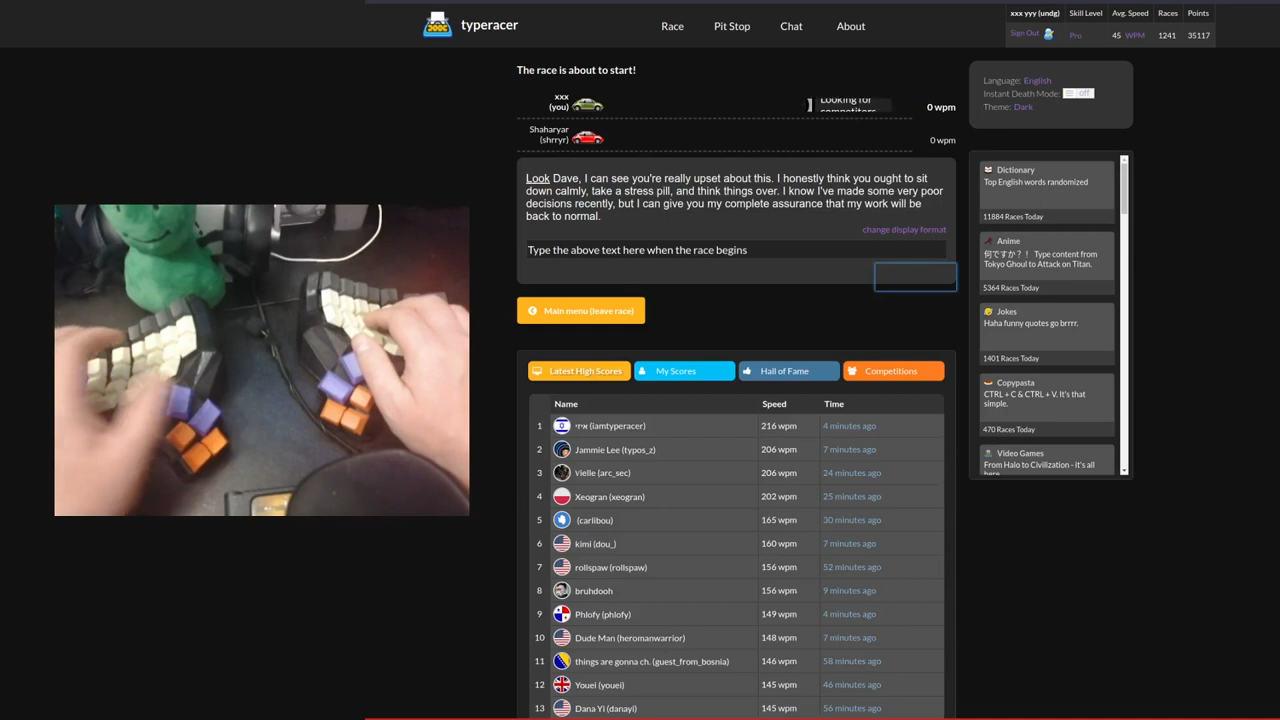 typeracer
Race
Pit Stop
Chat
About
xxx yyy (undg)
Skill Level
Avg. Speed
Races
Points
Sign Out
Pro
45 WPM
1241
35117
The race is about to start!
xxx
(you)
Looking for
competitors
0 wpm
Shaharyar
(shrryr)
0 wpm
Look Dave, I can see you're really upset about this. I honestly think you ought to sit
down calmly, take a stress pill, and think things over. I know I've made some very poor
decisions recently, but I can give you my complete assurance that my work will be
back to normal.
change display format
Type the above text here when the race begins
Main menu (leave race)
Latest High Scores
My Scores
Hall of Fame
Competitions
Name Speed Time
1 איתי (iamtyperacer) 216 wpm 4 minutes ago
2 Jammie Lee (typos_z) 206 wpm 7 minutes ago
3 Vielle (arc_sec) 206 wpm 24 minutes ago
4 Xeogran (xeogran) 202 wpm 25 minutes ago
5 (carlibou) 165 wpm 30 minutes ago
6 kimi (dou_) 160 wpm 7 minutes ago
7 rollspaw (rollspaw) 156 wpm 52 minutes ago
8 bruhdooh 156 wpm 9 minutes ago
9 Phlofy (phlofy) 149 wpm 4 minutes ago
10 Dude Man (heromanwarrior) 148 wpm 7 minutes ago
11 things are gonna ch. (guest_from_bosnia) 146 wpm 58 minutes ago
12 Youei (youei) 145 wpm 46 minutes ago
13 Dana Yi (danayi) 145 wpm 56 minutes ago
Language: English
Instant Death Mode: off
Theme: Dark
Dictionary
Top English words randomized
11884 Races Today
Anime
何ですか？！ Type content from
Tokyo Ghoul to Attack on Titan.
5364 Races Today
Jokes
Haha funny quotes go brrrr.
1401 Races Today
Copypasta
CTRL + C & CTRL + V. It's that
simple.
470 Races Today
Video Games
From Halo to Civilization - it's all
here.